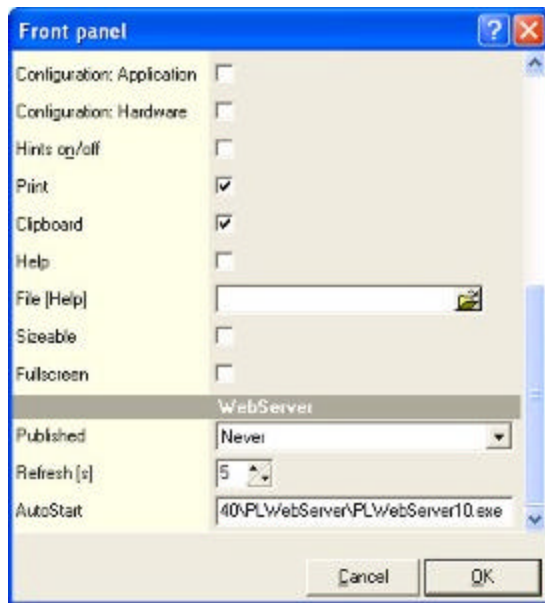 Front panel
Configuration: Application
Configuration: Hardware
Hints on/off
Print
Clipboard
Help
File [Help]
Sizeable
Fullscreen
WebServer
Published Never
Refresh [s] 5
AutoStart 40\PLWebServer\PLWebServer10.exe
Cancel OK